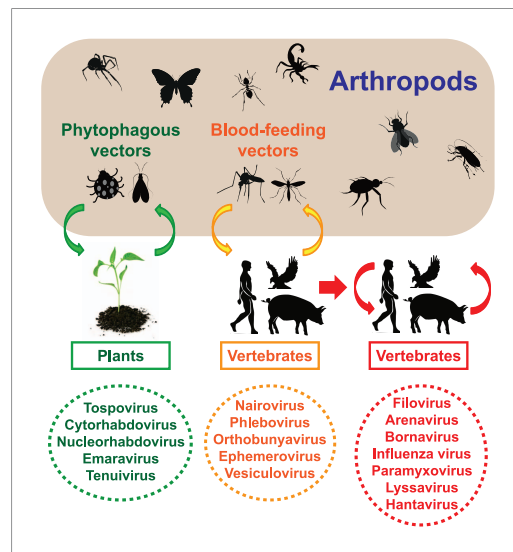 Arthropods
Phytophagous
vectors
Blood-feeding
vectors
Plants
Vertebrates
Vertebrates
Tospovirus
Cytorhabdovirus
Nucleorhabdovirus
Emaravirus
Tenuivirus
Nairovirus
Phlebovirus
Orthobunyavirus
Ephemerovirus
Vesiculovirus
Filovirus
Arenavirus
Bornavirus
Influenza virus
Paramyxovirus
Lyssavirus
Hantavirus